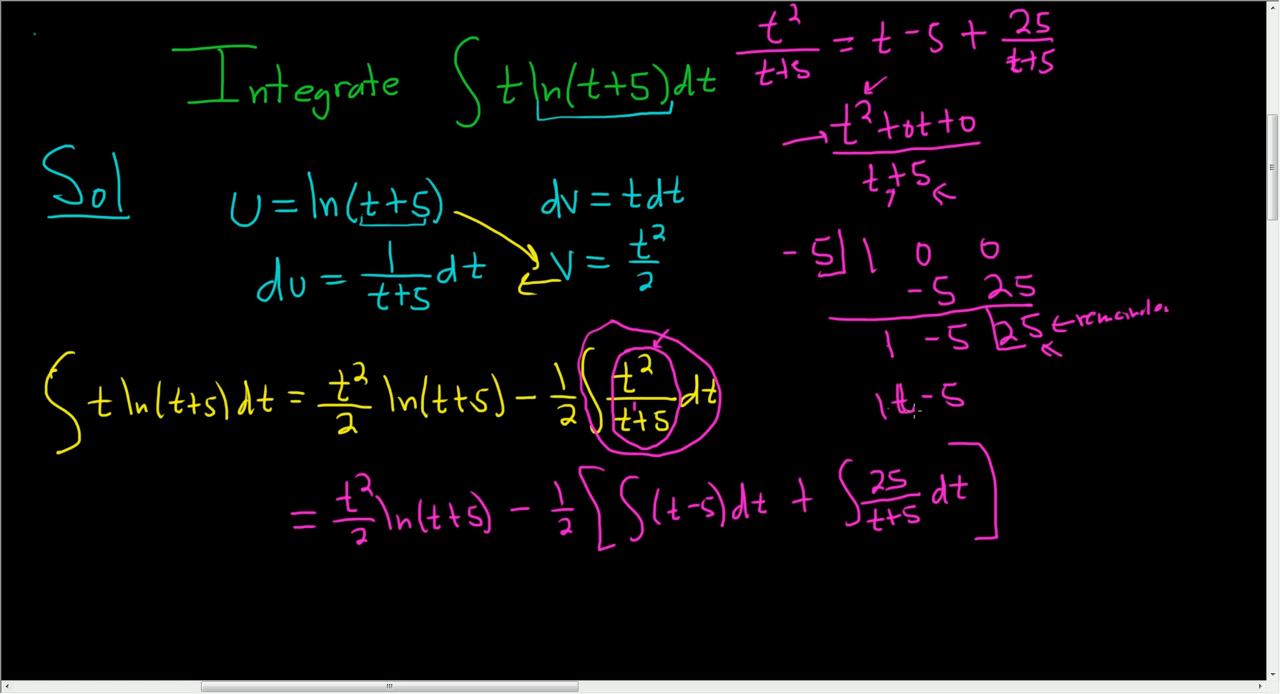 Integrate ∫ t ln(t+5) dt
t²/(t+5) = t - 5 + 25/(t+5)
(t² + 0t + 0)/(t+5)
Sol
U = ln(t+5) dv = t dt
du = 1/(t+5) dt v = t²/2
-5| 1 0 0
-5 25
1 -5 25 ← remainder
1t - 5
∫ t ln(t+5) dt = t²/2 ln(t+5) - 1/2 ∫ t²/(t+5) dt
= t²/2 ln(t+5) - 1/2 [ ∫ (t-5) dt + ∫ 25/(t+5) dt ]